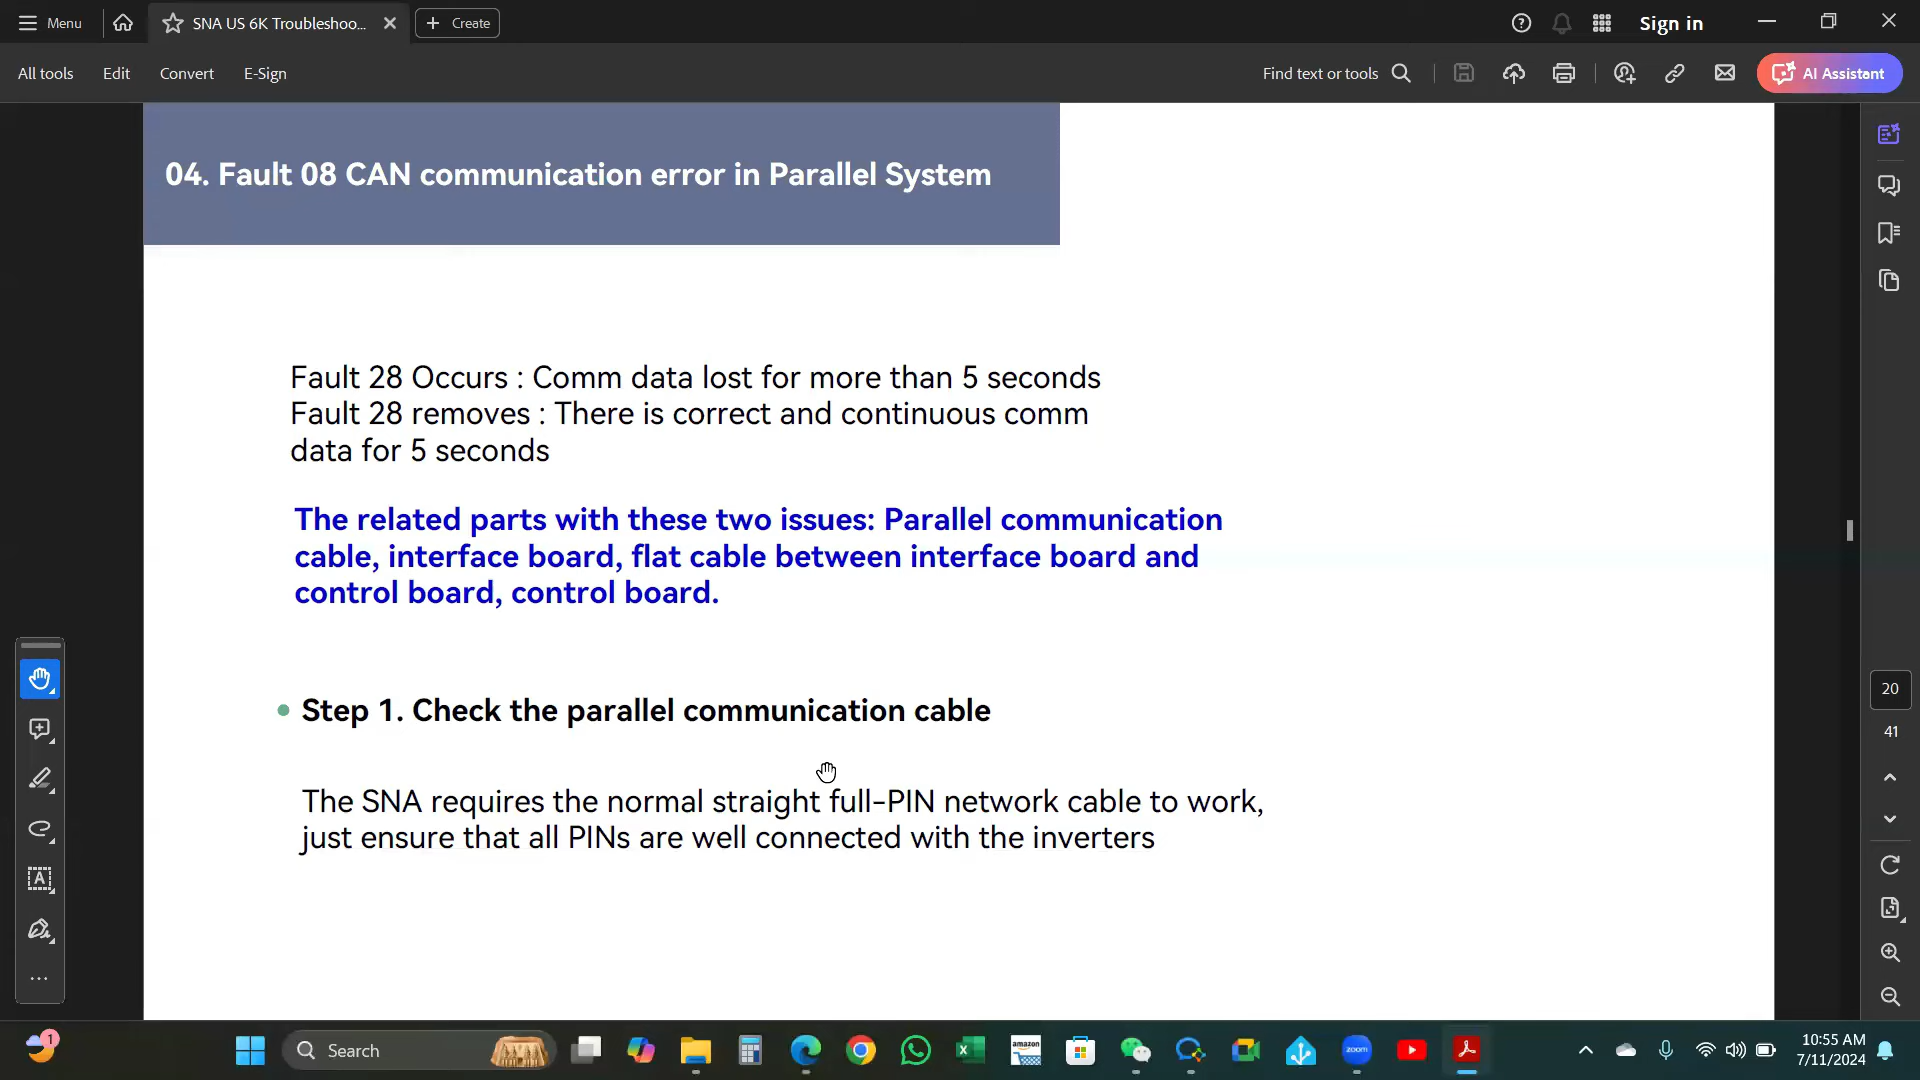 Menu
SNA US 6K Troubleshoo...
Create
Sign in
All tools
Edit
Convert
E-Sign
Find text or tools
AI Assistant
04. Fault 08 CAN communication error in Parallel System
Fault 28 Occurs : Comm data lost for more than 5 seconds
Fault 28 removes : There is correct and continuous comm
data for 5 seconds
The related parts with these two issues: Parallel communication
cable, interface board, flat cable between interface board and
control board, control board.
Step 1. Check the parallel communication cable
The SNA requires the normal straight full-PIN network cable to work,
just ensure that all PINs are well connected with the inverters
20
41
1
Search
amazon
zoom
10:55 AM
7/11/2024